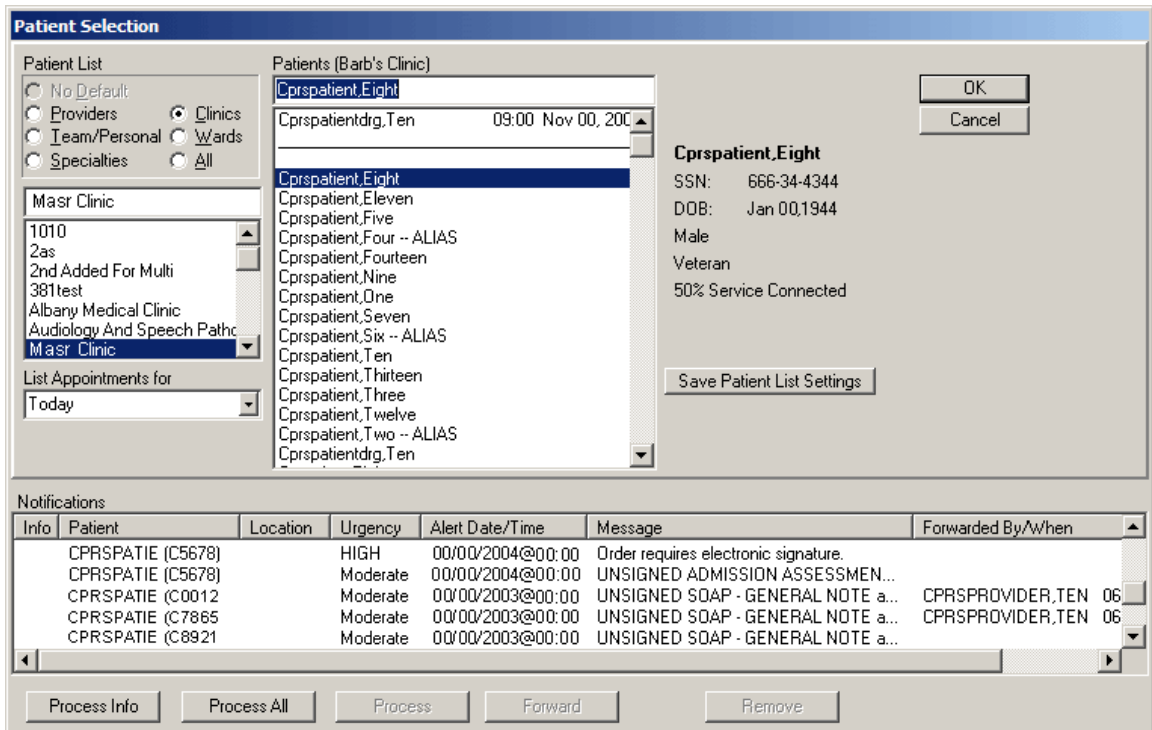 Patient Selection
Patient List
No Default
Providers Clinics
Team/Personal Wards
Specialties All
Masr Clinic
1010
2as
2nd Added For Multi
381test
Albany Medical Clinic
Audiology And Speech Patho
Masr Clinic
List Appointments for
Today
Patients (Barb's Clinic)
Cprspatient,Eight
Cprspatientdrg,Ten 09:00 Nov 00, 200
Cprspatient,Eight
Cprspatient,Eleven
Cprspatient,Five
Cprspatient,Four -- ALIAS
Cprspatient,Fourteen
Cprspatient,Nine
Cprspatient,One
Cprspatient,Seven
Cprspatient,Six -- ALIAS
Cprspatient,Ten
Cprspatient,Thirteen
Cprspatient,Three
Cprspatient,Twelve
Cprspatient,Two -- ALIAS
Cprspatientdrg,Ten
OK
Cancel
Cprspatient,Eight
SSN: 666-34-4344
DOB: Jan 00,1944
Male
Veteran
50% Service Connected
Save Patient List Settings
Notifications
Info Patient Location Urgency Alert Date/Time Message Forwarded By/When
CPRSPATIE (C5678) HIGH 00/00/2004@00:00 Order requires electronic signature.
CPRSPATIE (C5678) Moderate 00/00/2004@00:00 UNSIGNED ADMISSION ASSESSMEN...
CPRSPATIE (C0012 Moderate 00/00/2003@00:00 UNSIGNED SOAP - GENERAL NOTE a... CPRSPROVIDER,TEN 06
CPRSPATIE (C7865 Moderate 00/00/2003@00:00 UNSIGNED SOAP - GENERAL NOTE a... CPRSPROVIDER,TEN 06
CPRSPATIE (C8921 Moderate 00/00/2003@00:00 UNSIGNED SOAP - GENERAL NOTE a...
Process Info Process All Process Forward Remove